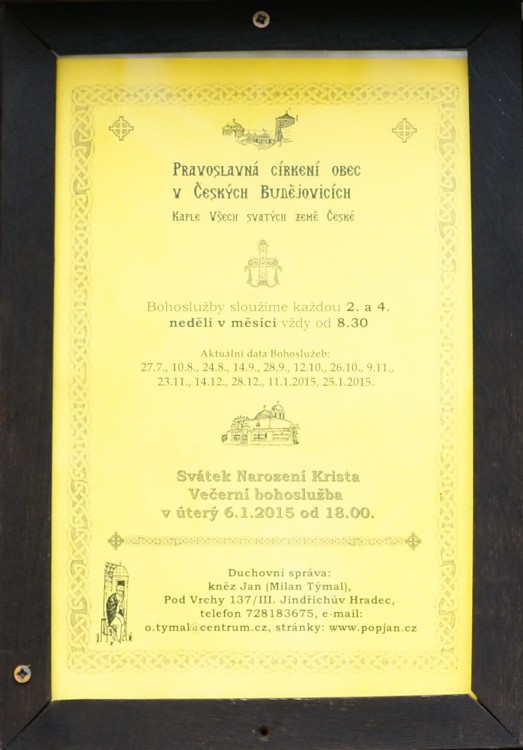 Pravoslavná církení obec
v Českých Budějovicích
Kaple Všech svatých země České
Bohoslužby sloužíme každou 2. a 4.
neděli v měsíci vždy od 8.30
Aktuální data Bohoslužeb:
27.7., 10.8., 24.8., 14.9., 28.9., 12.10., 26.10., 9.11.,
23.11., 14.12., 28.12., 11.1.2015, 25.1.2015.
Svátek Narození Krista
Večerní bohoslužba
v úterý 6.1.2015 od 18.00.
Duchovní správa:
kněz Jan (Milan Týmal),
Pod Vrchy 137/III. Jindřichův Hradec,
telefon 728183675, e-mail:
o.tymal@centrum.cz, stránky: www.popjan.cz